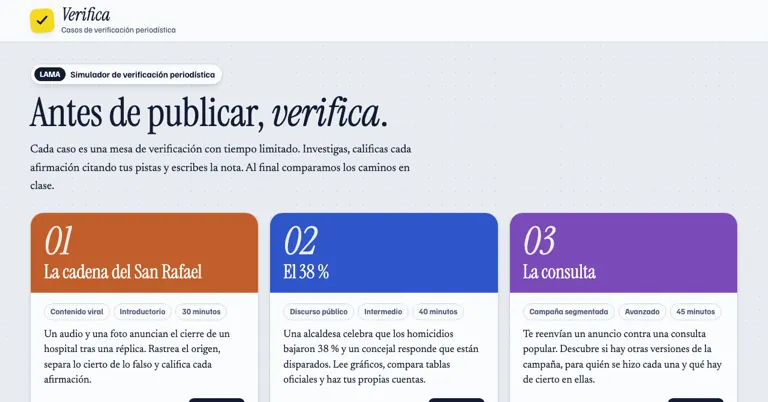 Verifica
Casos de verificación periodística
LAMA Simulador de verificación periodística
Antes de publicar, verifica.
Cada caso es una mesa de verificación con tiempo limitado. Investigas, calificas cada
afirmación citando tus pistas y escribes la nota. Al final comparamos los caminos en
clase.
01
La cadena del San Rafael
Contenido viral Introductorio 30 minutos
Un audio y una foto anuncian el cierre de un
hospital tras una réplica. Rastrea el origen,
separa lo cierto de lo falso y califica cada
afirmación.
02
El 38 %
Discurso público Intermedio 40 minutos
Una alcaldesa celebra que los homicidios
bajaron 38 % y un concejal responde que están
disparados. Lee gráficos, compara tablas
oficiales y haz tus propias cuentas.
03
La consulta
Campaña segmentada Avanzado 45 minutos
Te reenvían un anuncio contra una consulta
popular. Descubre si hay otras versiones de la
campaña, para quién se hizo cada una y qué hay
de cierto en ellas.